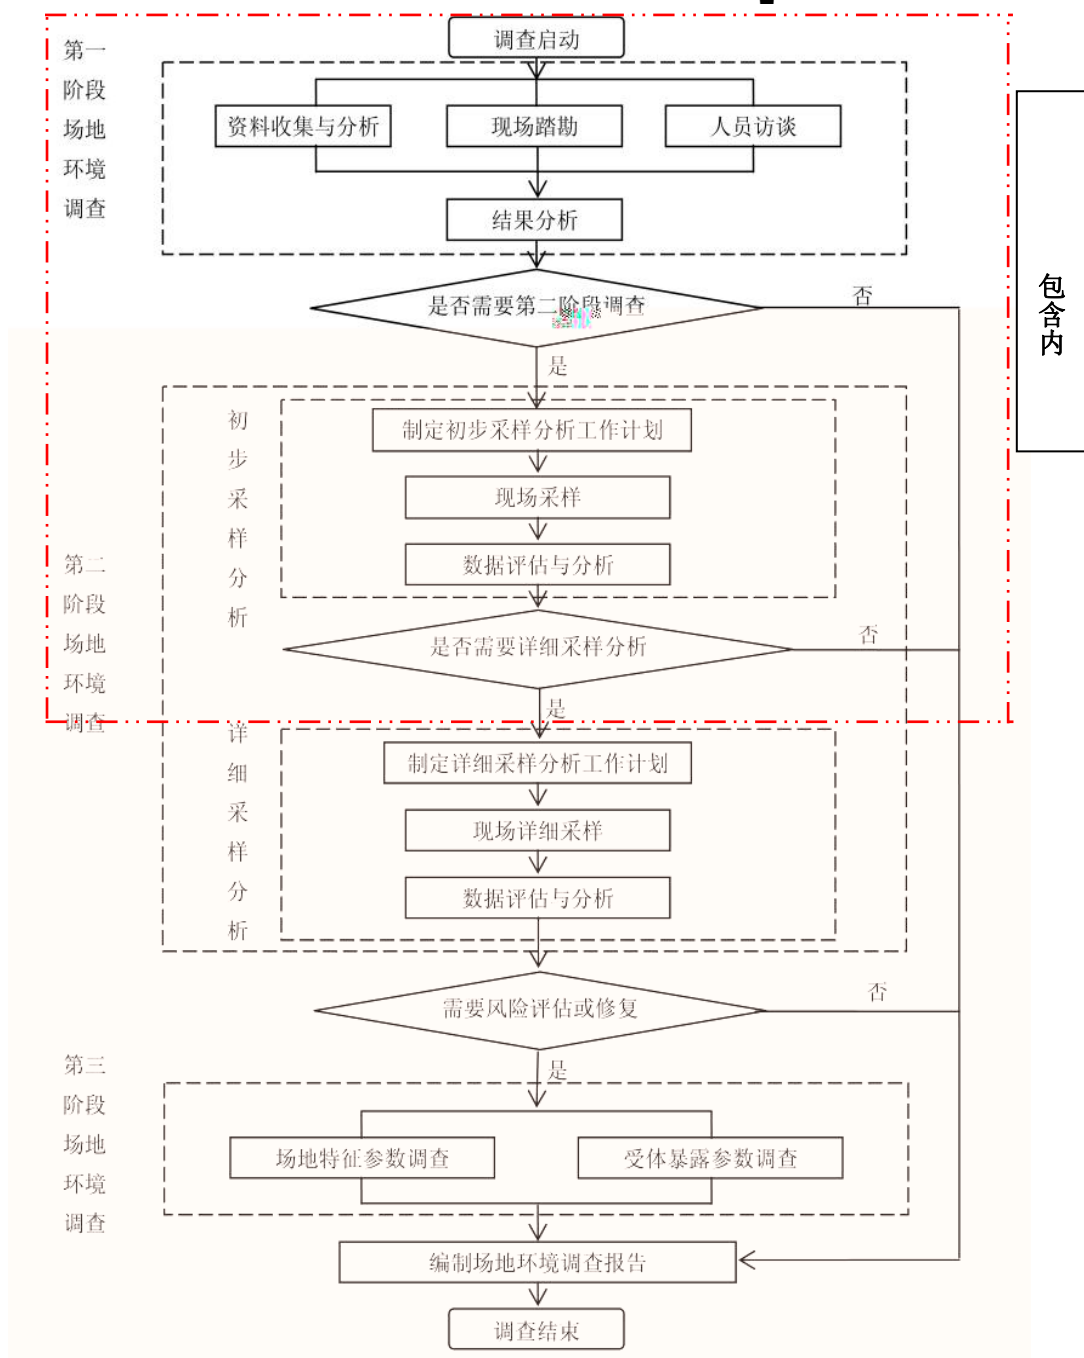 调查启动
第一
阶段
场地
环境
调查
资料收集与分析
现场踏勘
人员访谈
结果分析
是否需要第二阶段调查
否
是
包含内
初步采样分析
制定初步采样分析工作计划
现场采样
数据评估与分析
第二
阶段
场地
环境
调查
是否需要详细采样分析
否
是
详细采样分析
制定详细采样分析工作计划
现场详细采样
数据评估与分析
需要风险评估或修复
否
是
第三
阶段
场地
环境
调查
场地特征参数调查
受体暴露参数调查
编制场地环境调查报告
调查结束